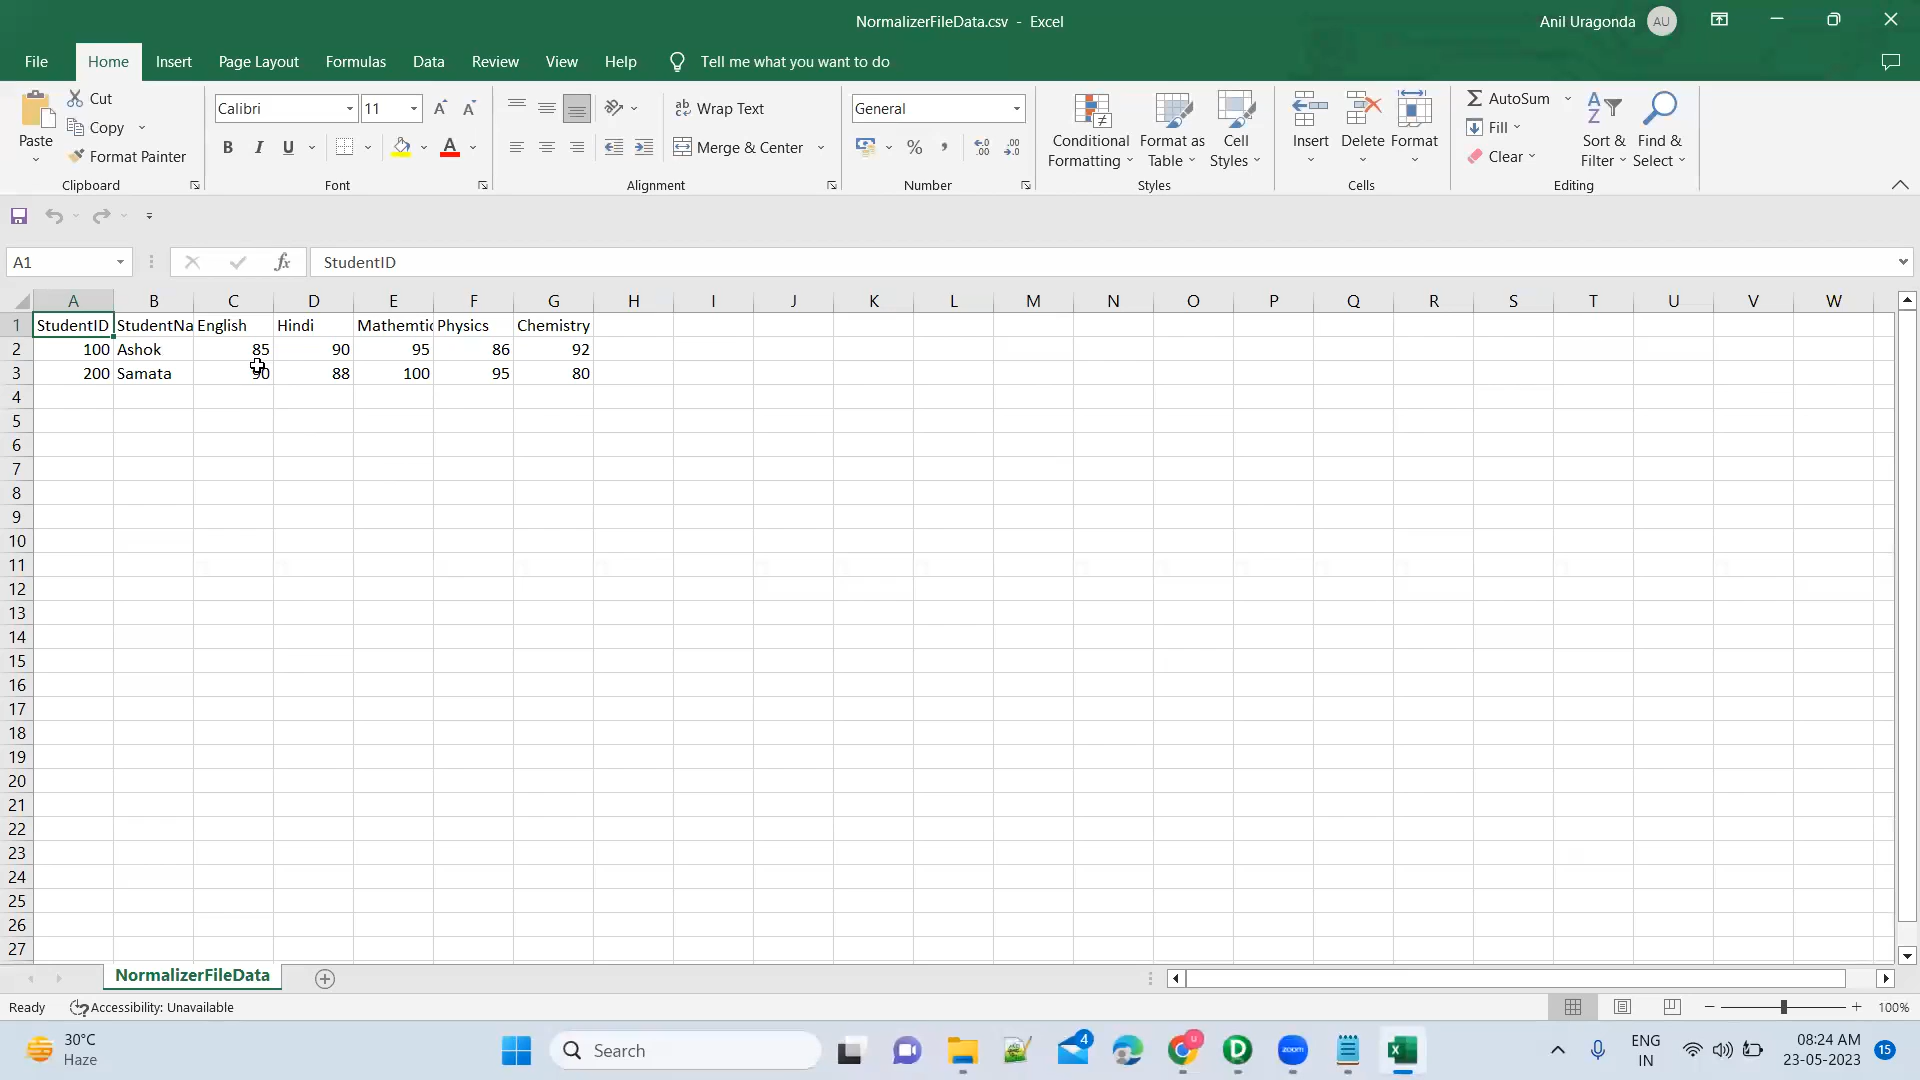 NormalizerFileData.csv - Excel
Anil Uragonda AU
File Home Insert Page Layout Formulas Data Review View Help Tell me what you want to do
Paste
Cut
Copy
Format Painter
Clipboard
Calibri 11
B I U
Font
Wrap Text
Merge & Center
Alignment
General
Number
Conditional Formatting
Format as Table
Cell Styles
Styles
Insert Delete Format
Cells
AutoSum
Fill
Clear
Sort & Filter
Find & Select
Editing
A1 fx StudentID
A B C D E F G H I J K L M N O P Q R S T U V W
1 StudentID StudentNa English Hindi Mathemtic Physics Chemistry
2 100 Ashok 85 90 95 86 92
3 200 Samata 90 88 100 95 80
4
5
6
7
8
9
10
11
12
13
14
15
16
17
18
19
20
21
22
23
24
25
26
27
NormalizerFileData
Ready Accessibility: Unavailable 100%
30°C
Haze
Search
4
zoom
ENG
IN
08:24 AM
23-05-2023
15